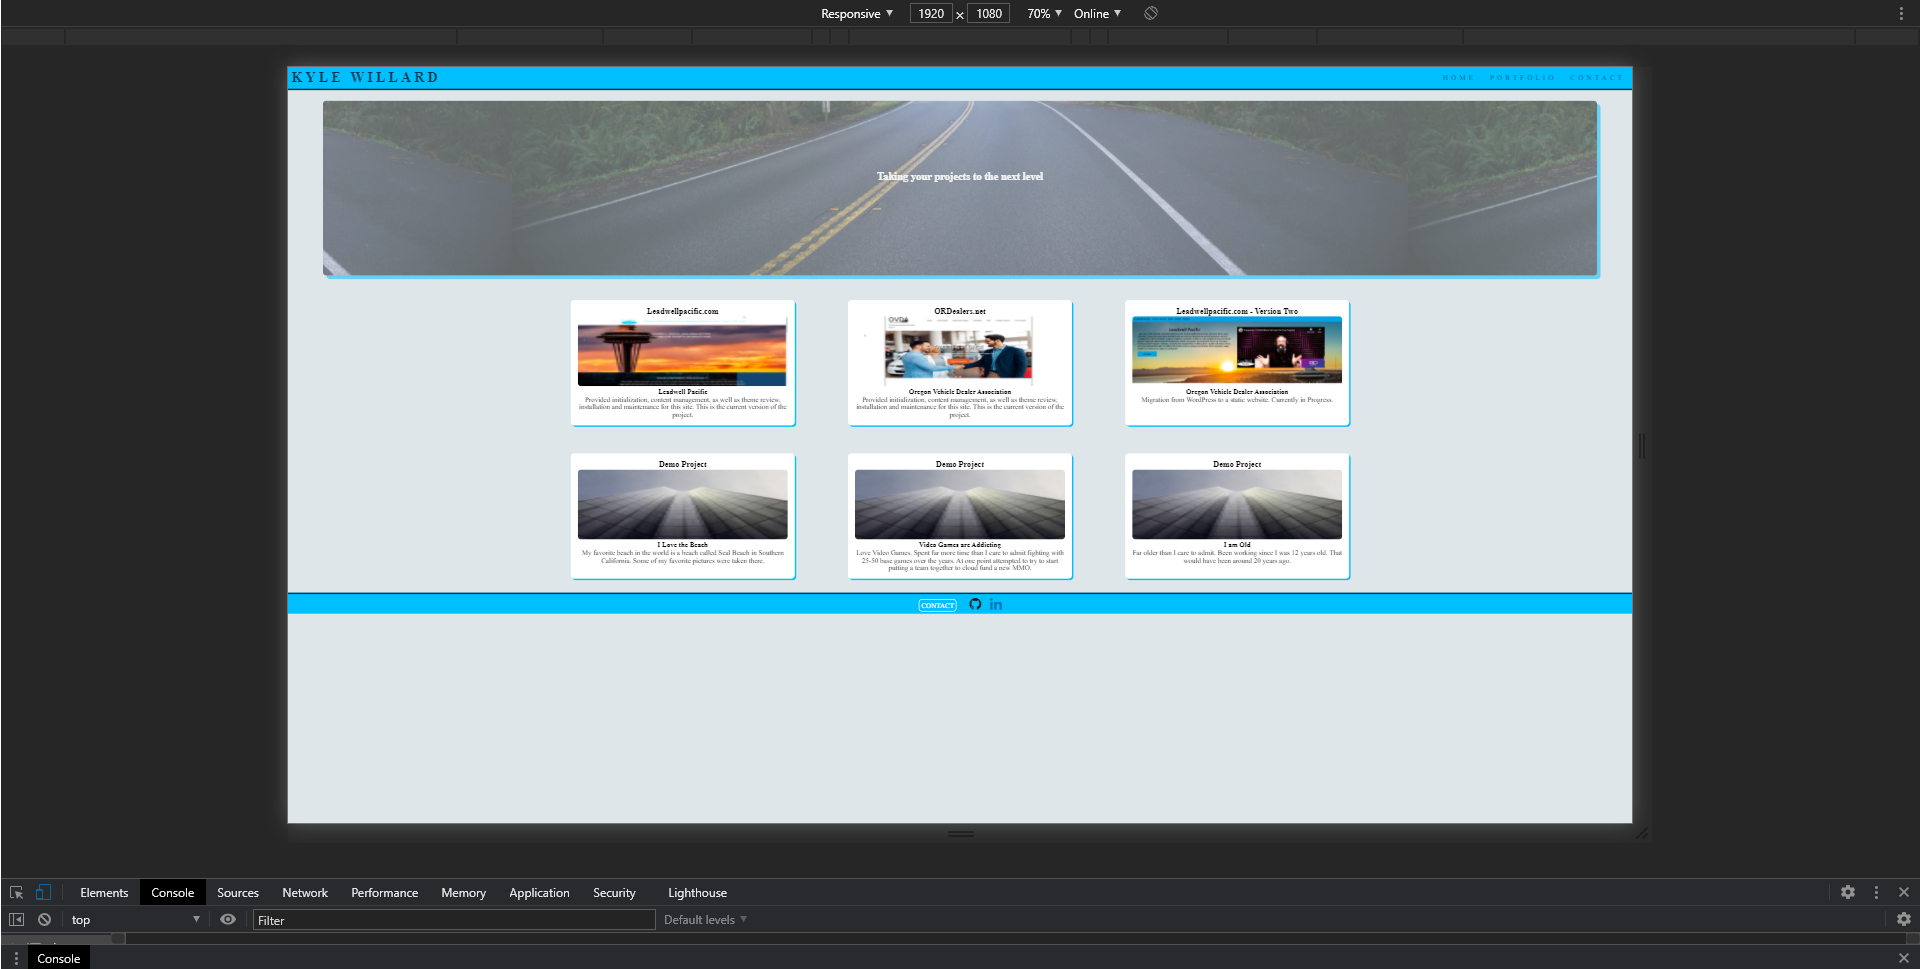 Responsive 1920 × 1080 70% Online
KYLE WILLARD
HOME PORTFOLIO CONTACT
Taking your projects to the next level
Leadwellpacific.com
Leadwell Pacific
Provided initialization, content management, as well as theme review,
installation and maintenance for this site. This is the current version of the
project.
ORDealers.net
OVDA
Oregon Vehicle Dealer Association
Provided initialization, content management, as well as theme review,
installation and maintenance for this site. This is the current version of the
project.
Leadwellpacific.com - Version Two
Leadwell Pacific
Oregon Vehicle Dealer Association
Migration from WordPress to a static website. Currently in Progress.
Demo Project
I Love the Beach
My favorite beach in the world is a beach called Seal Beach in Southern
California. Some of my favorite pictures were taken there.
Demo Project
Video Games are Addicting
Love Video Games. Spent far more time than I care to admit fighting with
25-50 base games over the years. At one point attempted to try to start
putting a team together to cloud fund a new MMO.
Demo Project
I am Old
Far older than I care to admit. Been working since I was 12 years old. That
would have been around 20 years ago.
CONTACT
in
Elements Console Sources Network Performance Memory Application Security Lighthouse
top Filter Default levels
Console